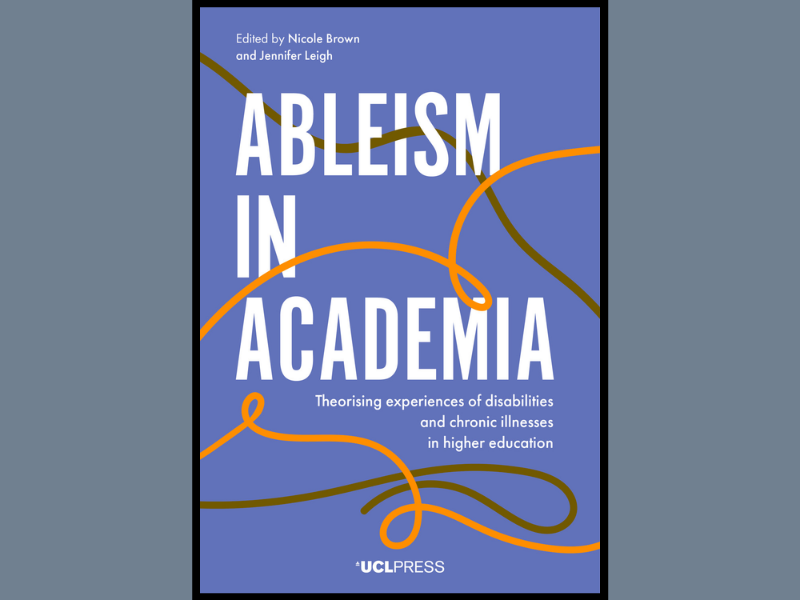 Edited by Nicole Brown
and Jennifer Leigh
ABLEISM
IN
ACADEMIA
Theorising experiences of disabilities
and chronic illnesses
in higher education
UCLPRESS